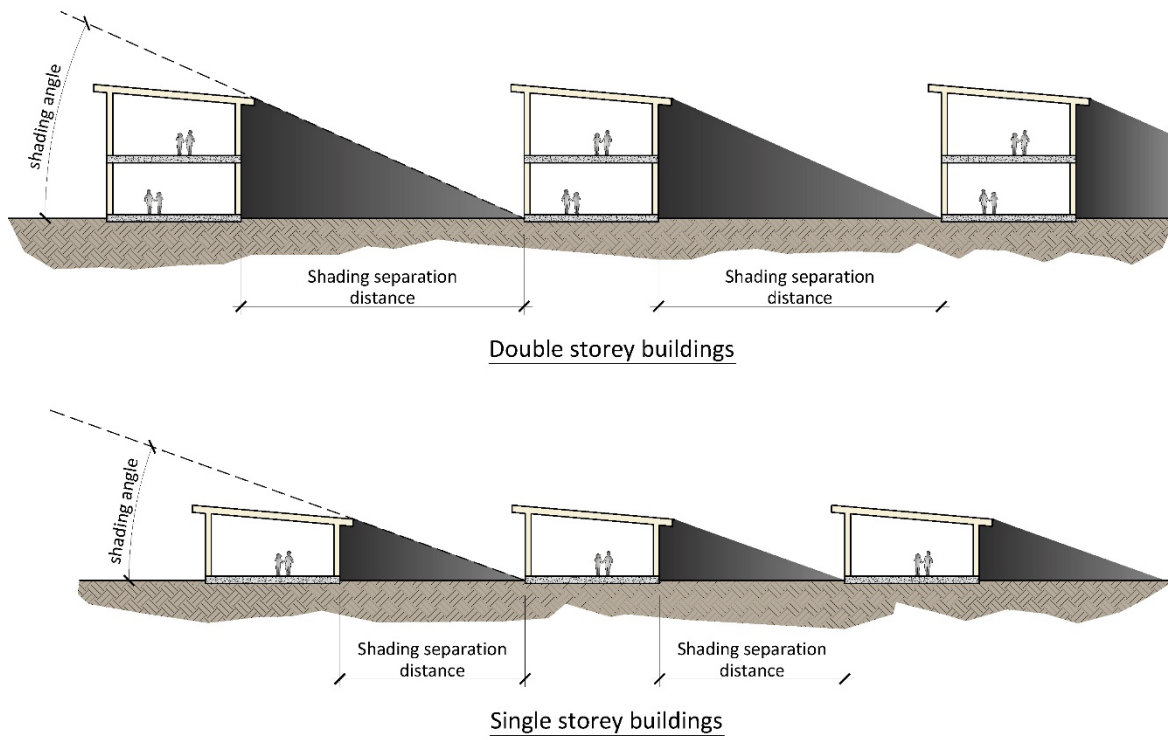 shading angle
Shading separation
distance
Shading separation
distance
Double storey buildings
shading angle
Shading separation
distance
Shading separation
distance
Single storey buildings